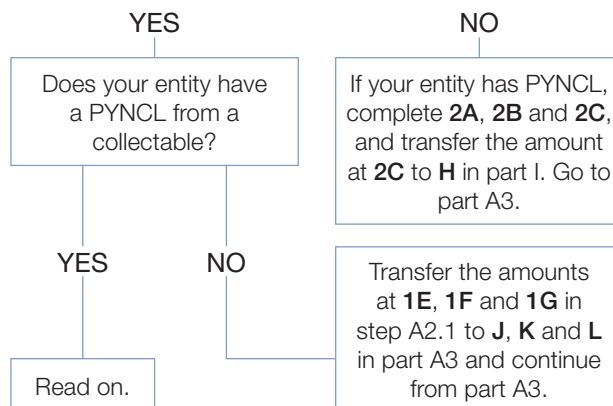 YES
Does your entity have
a PYNCL from a
collectable?
NO
If your entity has PYNCL,
complete 2A, 2B and 2C,
and transfer the amount
at 2C to H in part I. Go to
part A3.
YES
NO
Read on.
Transfer the amounts
at 1E, 1F and 1G in
step A2.1 to J, K and L
in part A3 and continue
from part A3.